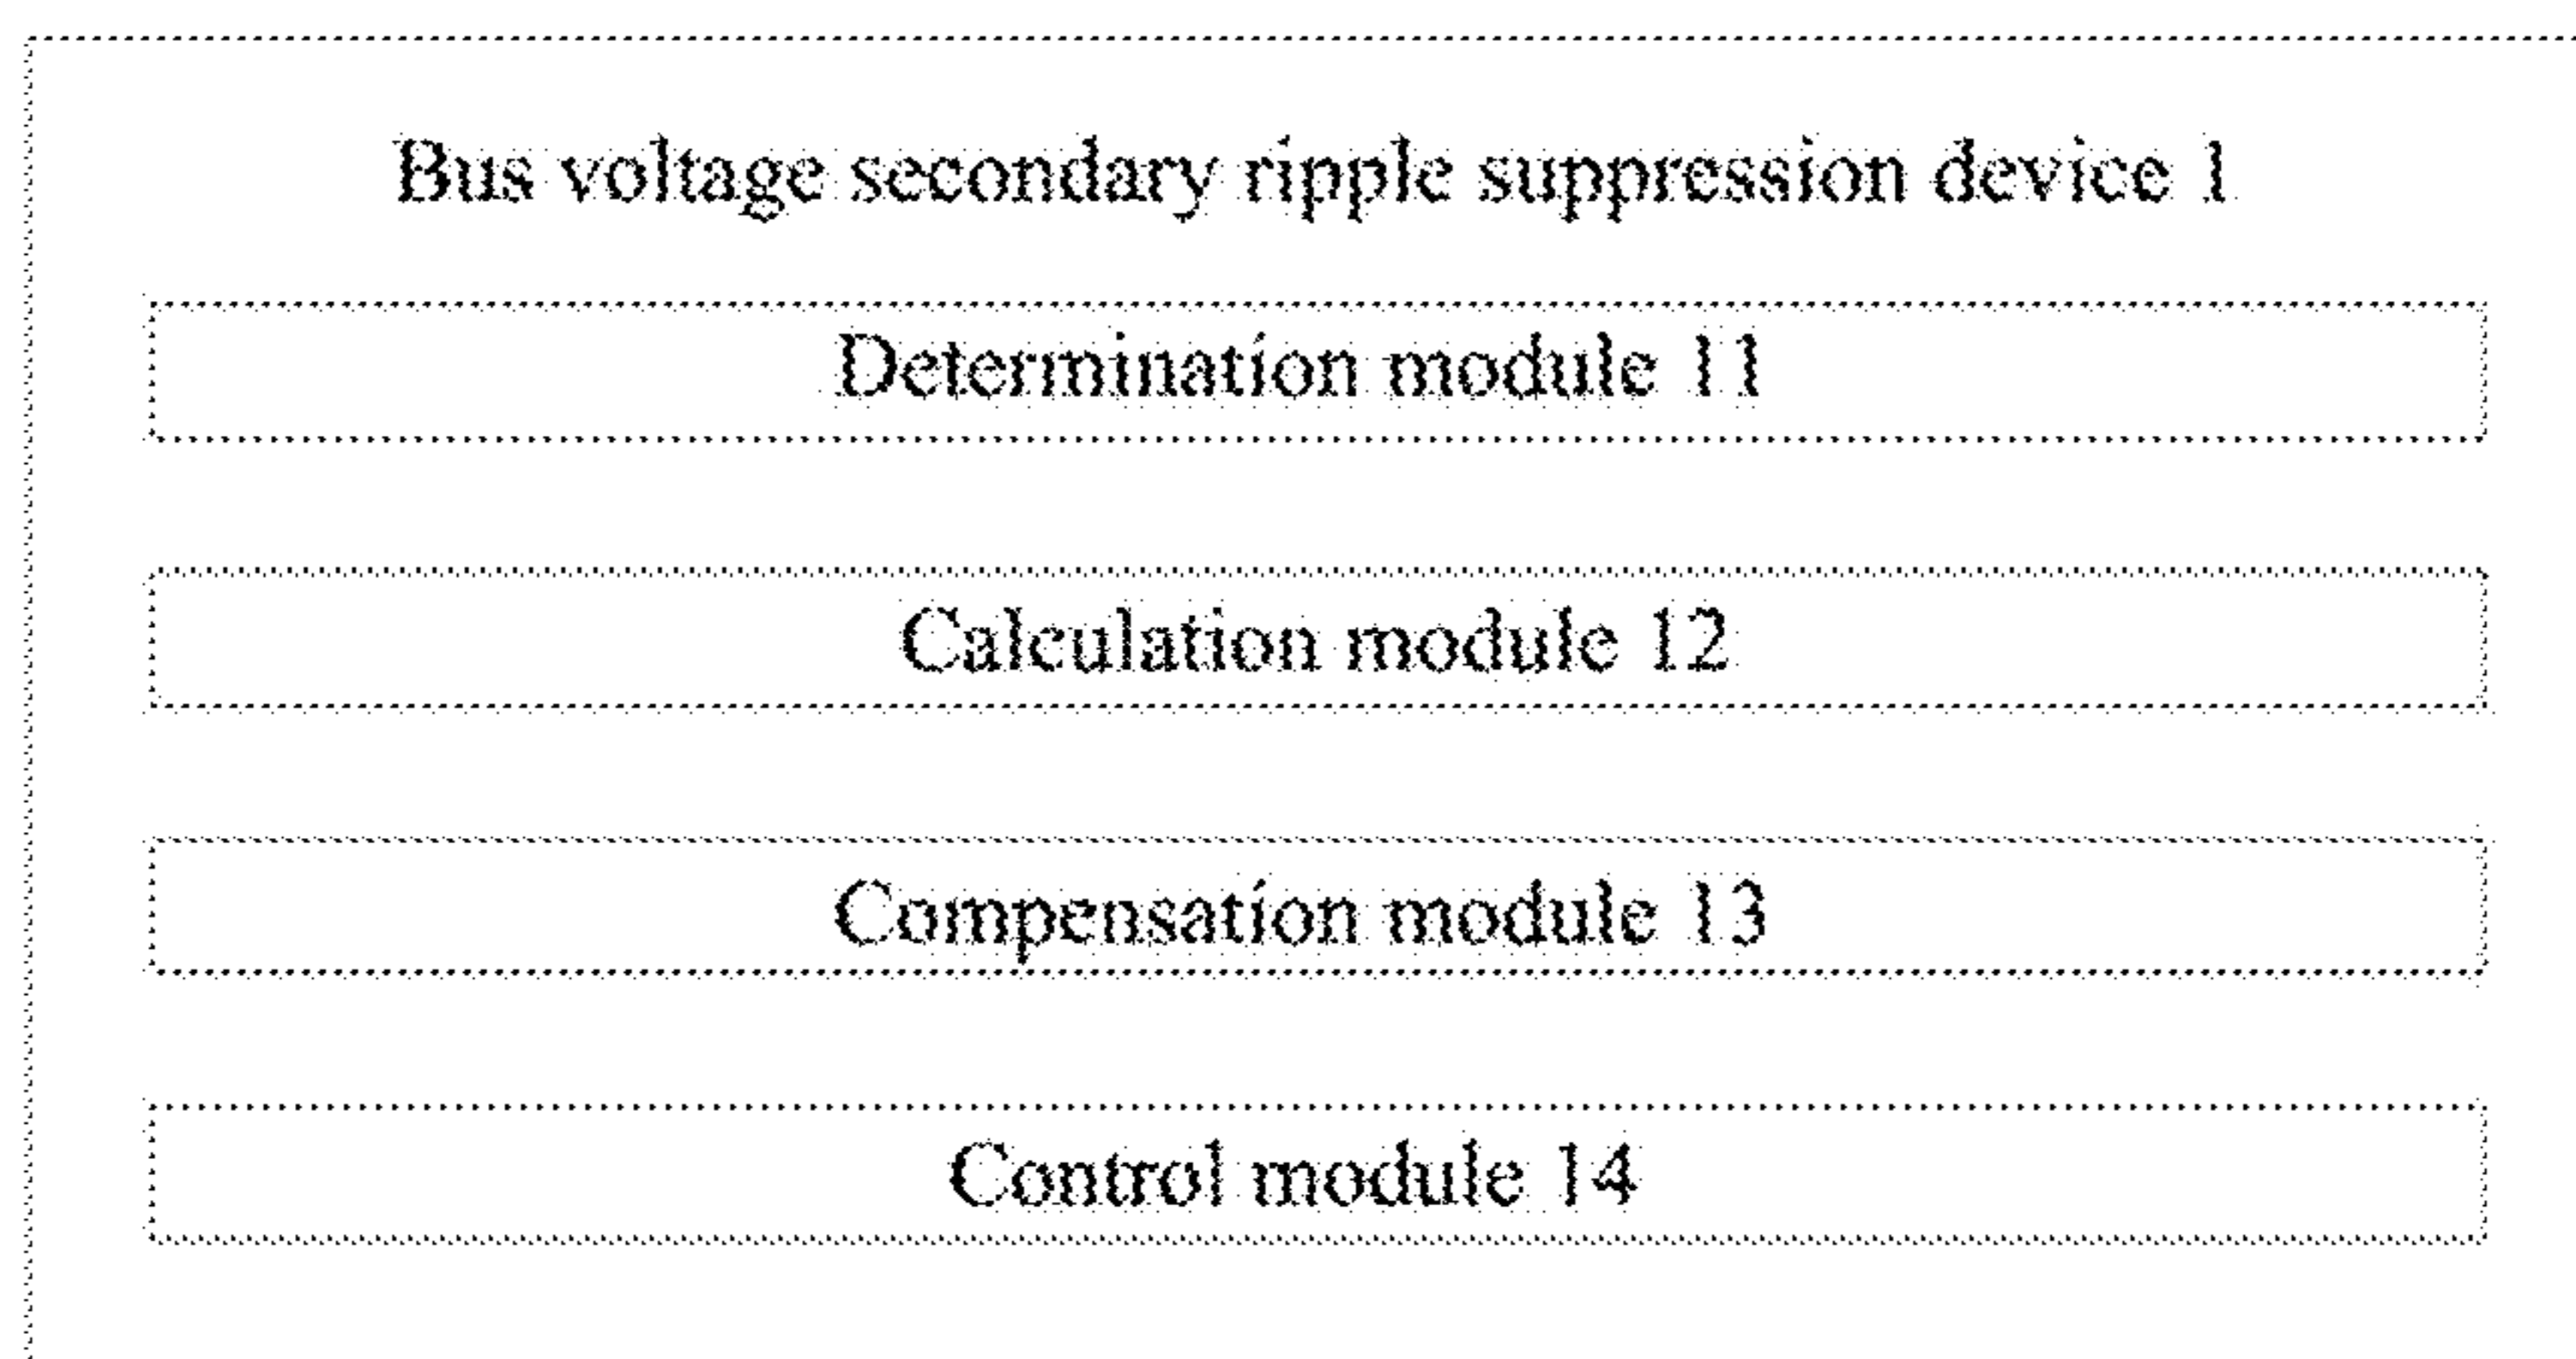 Bus voltage secondary ripple suppression device 1
Determination module 11
Calculation module 12
Compensation module 13
Control module 14